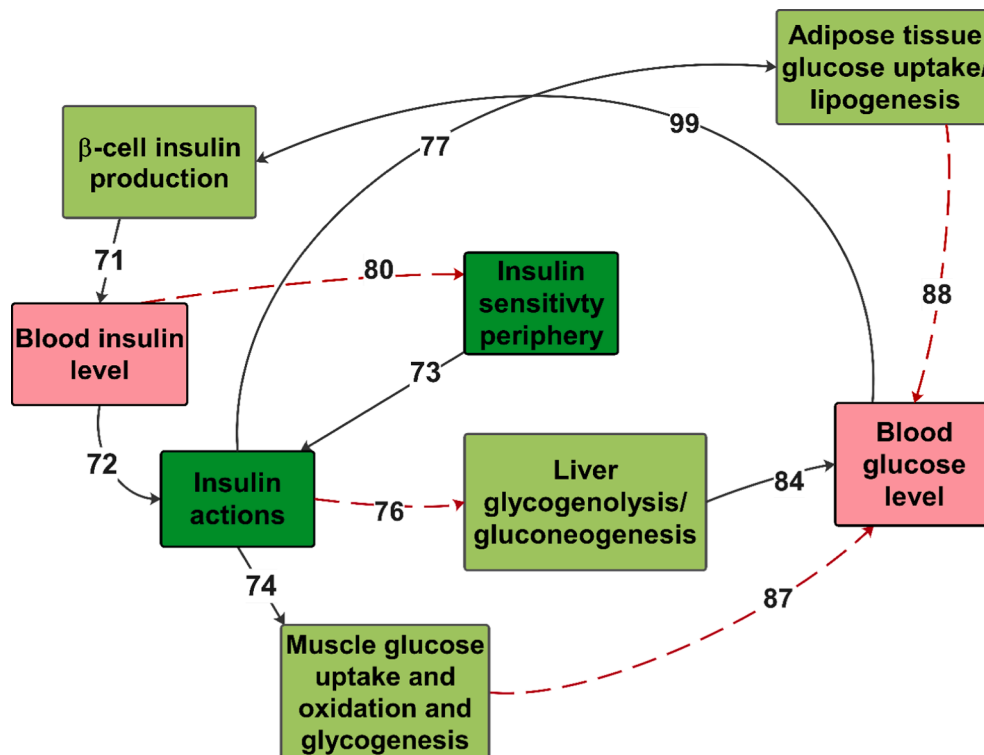 Adipose tissue
glucose uptake/
lipogenesis
99
77
β-cell insulin
production
71
80
Insulin
sensitivty
periphery
88
Blood insulin
level
73
72
Blood
glucose
level
Insulin
actions
Liver
glycogenolysis/
gluconeogenesis
84
76
74
87
Muscle glucose
uptake and
oxidation and
glycogenesis